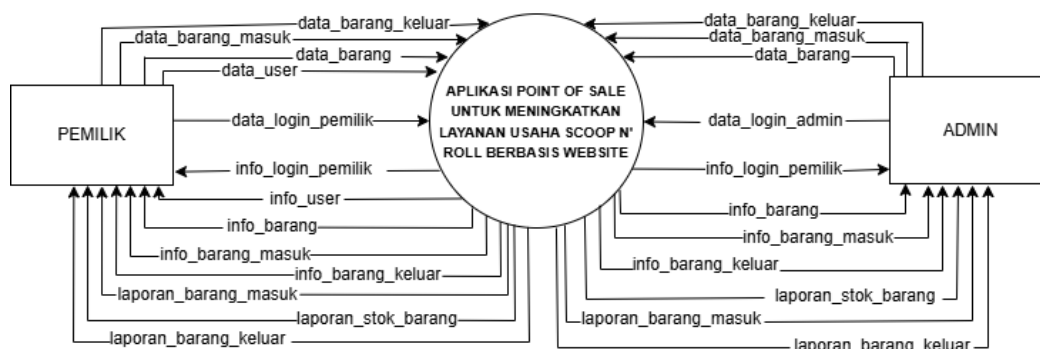 data_barang_keluar
data_barang_masuk
data_barang
data_user
PEMILIK
data_login_pemilik
info_login_pemilik
info_user
info_barang
info_barang_masuk
info_barang_keluar
laporan_barang_masuk
laporan_stok_barang
laporan_barang_keluar
APLIKASI POINT OF SALE
UNTUK MENINGKATKAN
LAYANAN USAHA SCOOP N'
ROLL BERBASIS WEBSITE
data_barang_keluar
data_barang_masuk
data_barang
data_login_admin
ADMIN
info_login_pemilik
info_barang
info_barang_masuk
info_barang_keluar
laporan_stok_barang
laporan_barang_masuk
laporan_barang_keluar